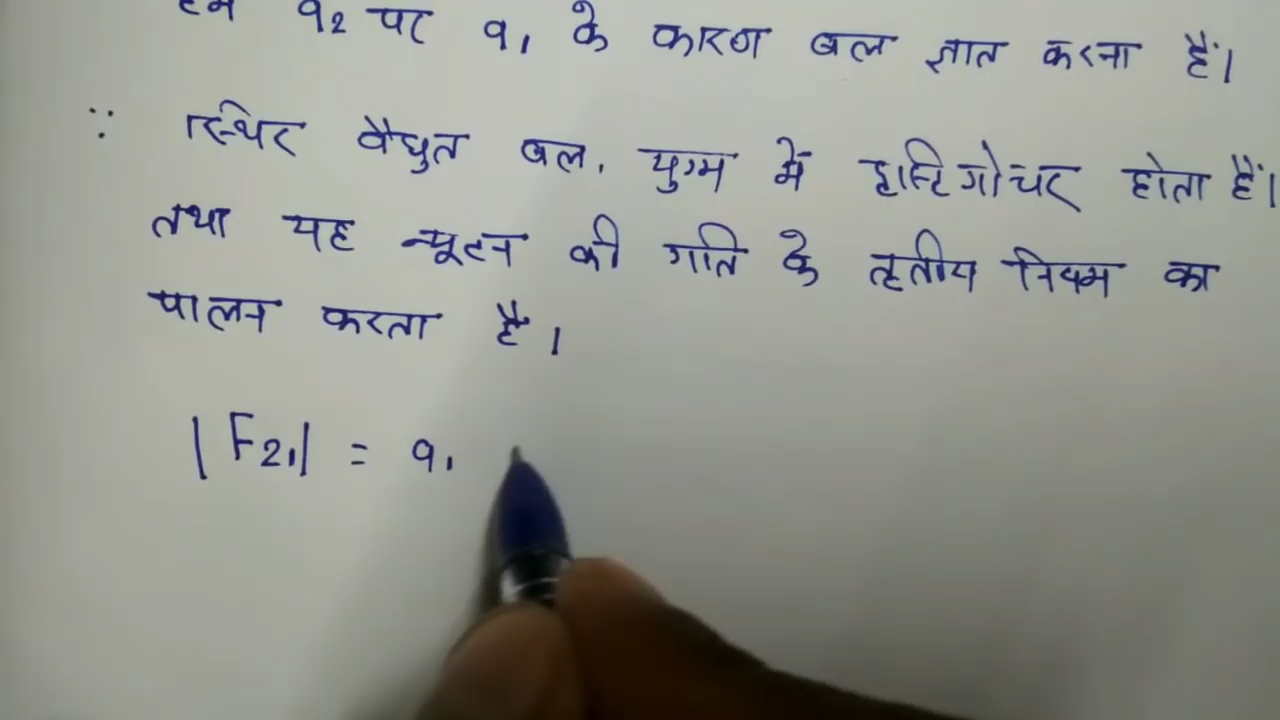 हमें q₂ पर q₁ के कारण बल ज्ञात करना हैं।
∵ स्थिर वैद्युत बल, युग्म में दृष्टिगोचर होता हैं।
तथा यह न्यूटन की गति के तृतीय नियम का
पालन करता है।
|F₂₁| = q₁